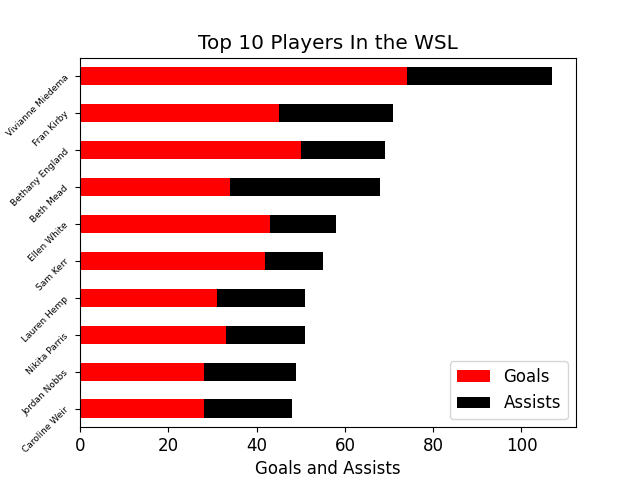 Top 10 Players In the WSL
Vivianne Miedema
Fran Kirby
Bethany England
Beth Mead
Ellen White
Sam Kerr
Lauren Hemp
Nikita Parris
Jordan Nobbs
Caroline Weir
Goals
Assists
0 20 40 60 80 100
Goals and Assists